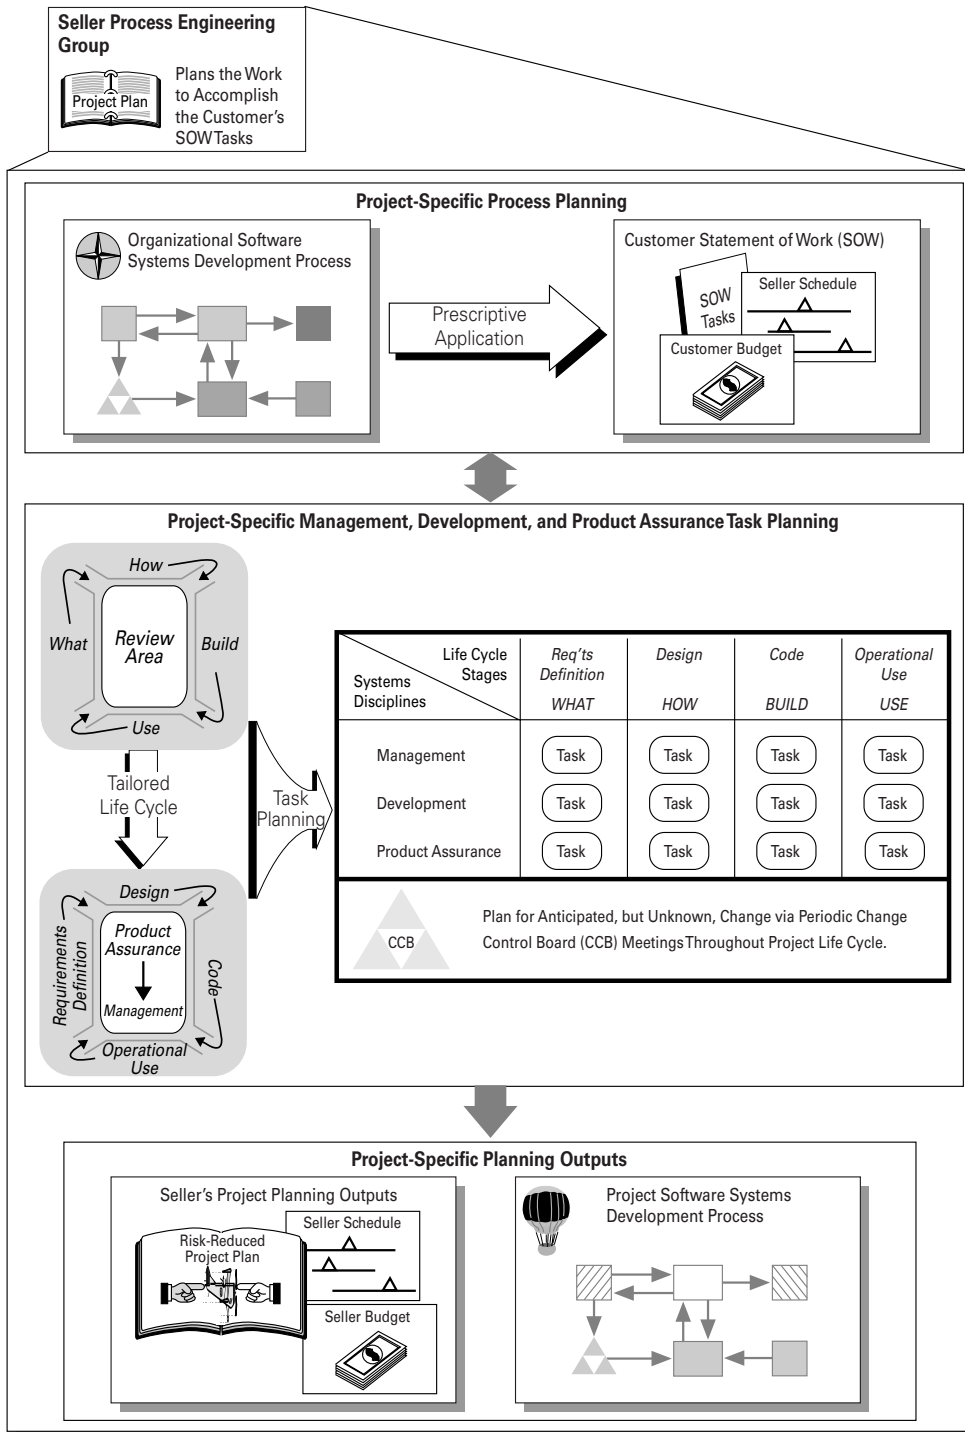 Seller Process Engineering
Group
Project Plan
Plans the Work
to Accomplish
the Customer's
SOW Tasks
Project-Specific Process Planning
Organizational Software
Systems Development Process
Prescriptive
Application
Customer Statement of Work (SOW)
SOW
Tasks
Seller Schedule
Customer Budget
Project-Specific Management, Development, and Product Assurance Task Planning
How
What
Review
Area
Build
Use
Tailored
Life Cycle
Task
Planning
Design
Requirements
Definition
Product
Assurance
Management
Code
Operational
Use
Life Cycle
Stages
Systems
Disciplines
Req'ts
Definition
WHAT
Design
HOW
Code
BUILD
Operational
Use
USE
Management Task Task Task Task
Development Task Task Task Task
Product Assurance Task Task Task Task
CCB
Plan for Anticipated, but Unknown, Change via Periodic Change
Control Board (CCB) Meetings Throughout Project Life Cycle.
Project-Specific Planning Outputs
Seller's Project Planning Outputs
Risk-Reduced
Project Plan
Seller Schedule
Seller Budget
Project Software Systems
Development Process